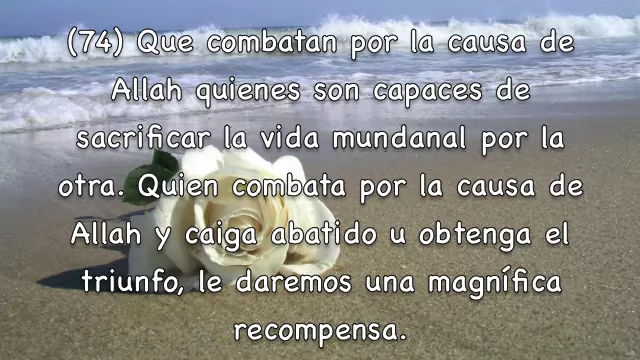 (74) Que combatan por la causa de
Allah quienes son capaces de
sacrificar la vida mundanal por la
otra. Quien combata por la causa de
Allah y caiga abatido u obtenga el
triunfo, le daremos una magnífica
recompensa.